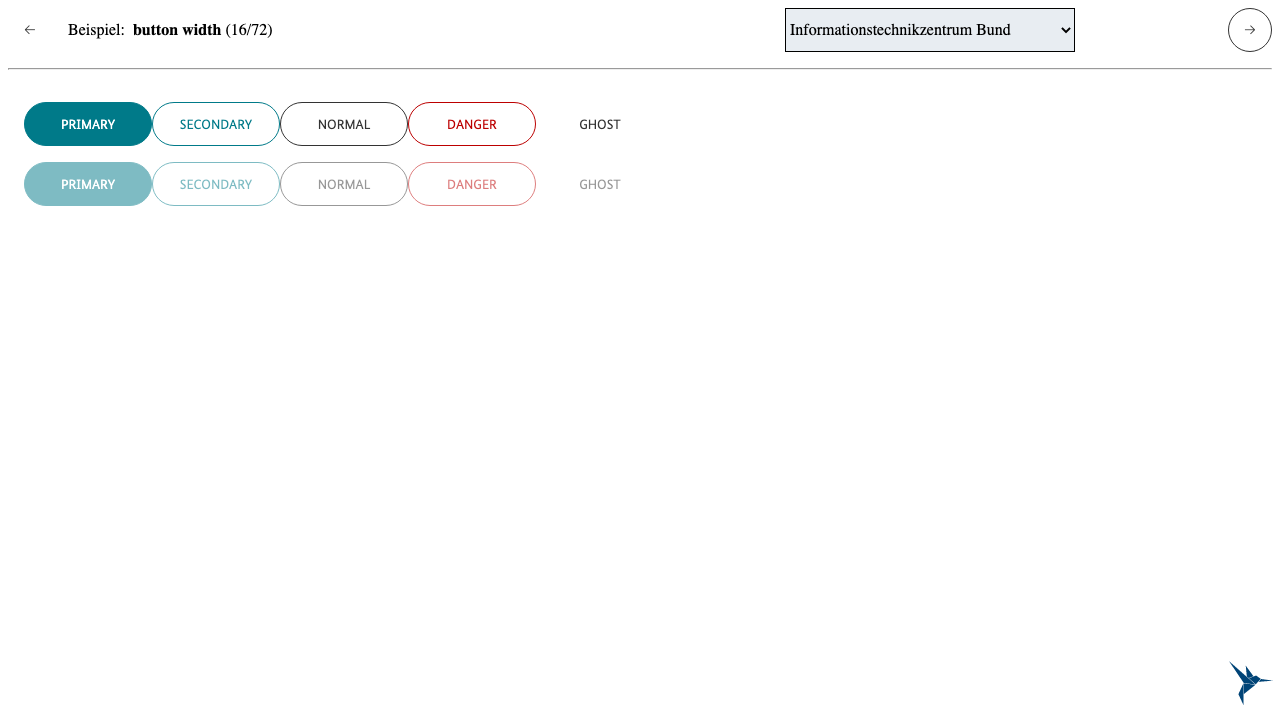 Beispiel: button width (16/72) Informationstechnikzentrum Bund
PRIMARY SECONDARY NORMAL DANGER GHOST
PRIMARY SECONDARY NORMAL DANGER GHOST